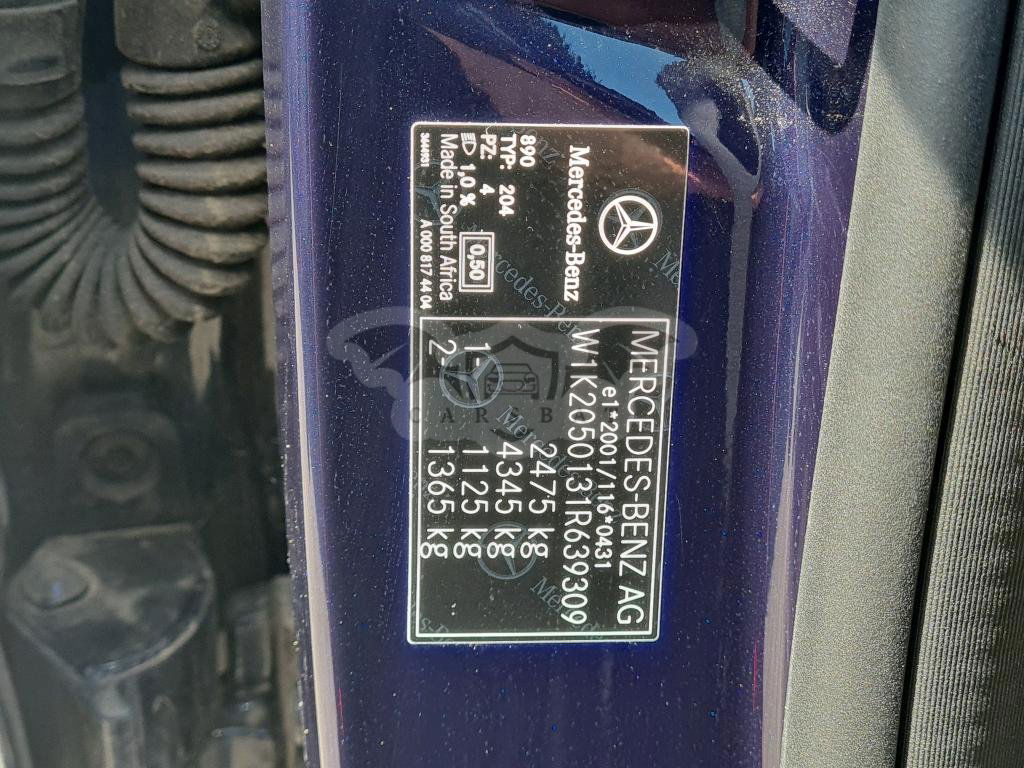 Mercedes-Benz
890
TYP: 204
PZ: 4
1,0 %
0,50
Made in South Africa
A 000 817 44 04
MERCEDES-BENZ AG
W1K2050131R639309
e1*2001/116*0431
2475 kg
4345 kg
1- 1125 kg
2- 1365 kg